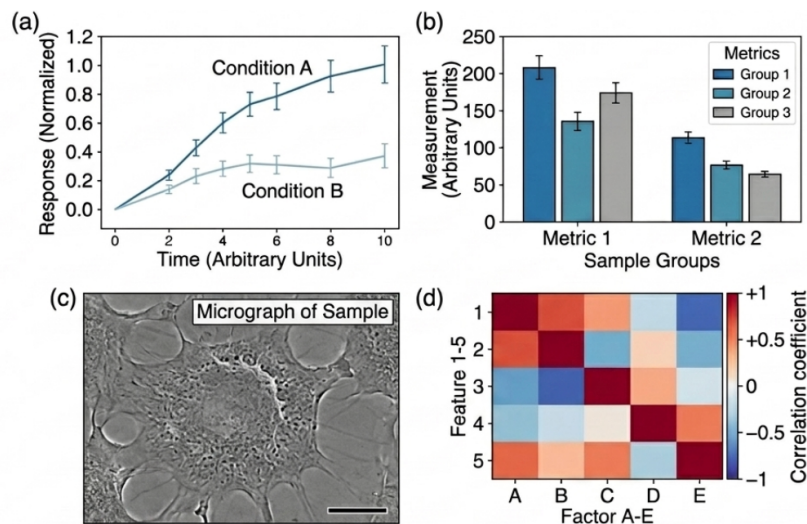 (a)
Response (Normalized)
1.2
1.0
0.8
0.6
0.4
0.2
0.0
Condition A
Condition B
0 2 4 6 8 10
Time (Arbitrary Units)
(b)
Measurement
(Arbitrary Units)
250
200
150
100
50
0
Metrics
Group 1
Group 2
Group 3
Metric 1 Metric 2
Sample Groups
(c)
Micrograph of Sample
(d)
Feature 1-5
1
2
3
4
5
A B C D E
Factor A-E
+1
+0.5
0
−0.5
−1
Correlation coefficient